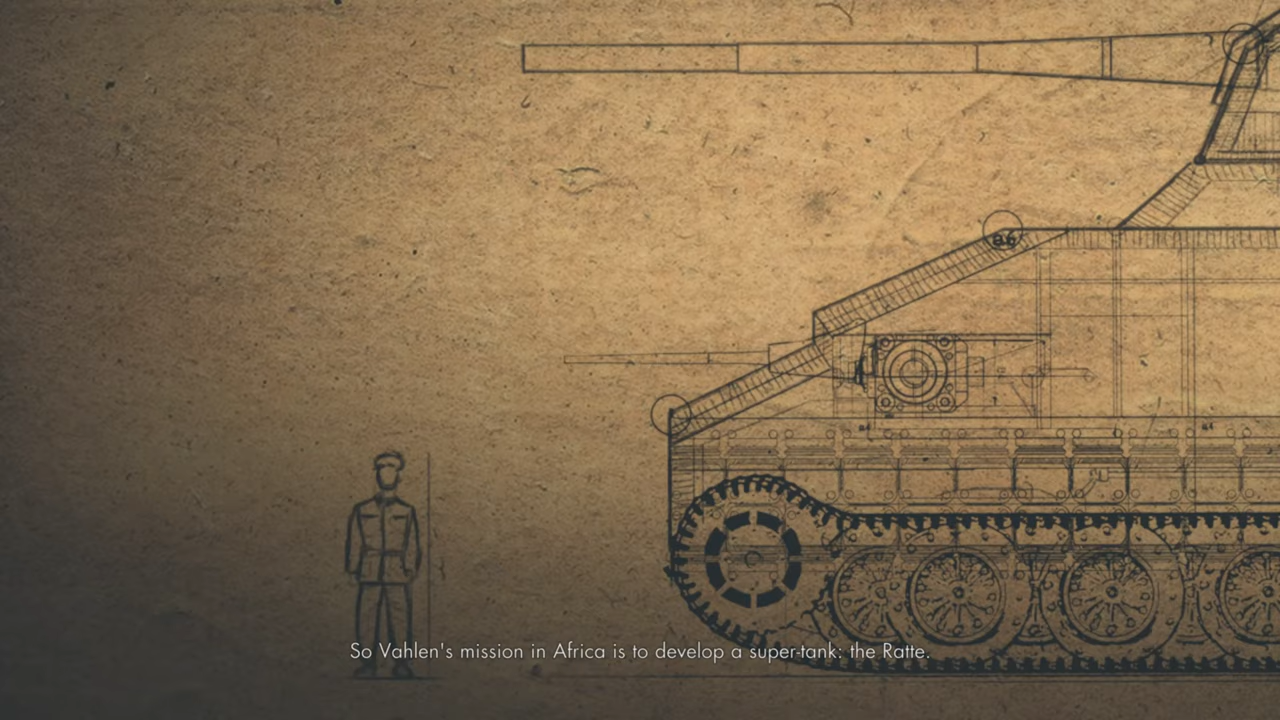 So Vahlen's mission in Africa is to develop a super-tank: the Ratte.